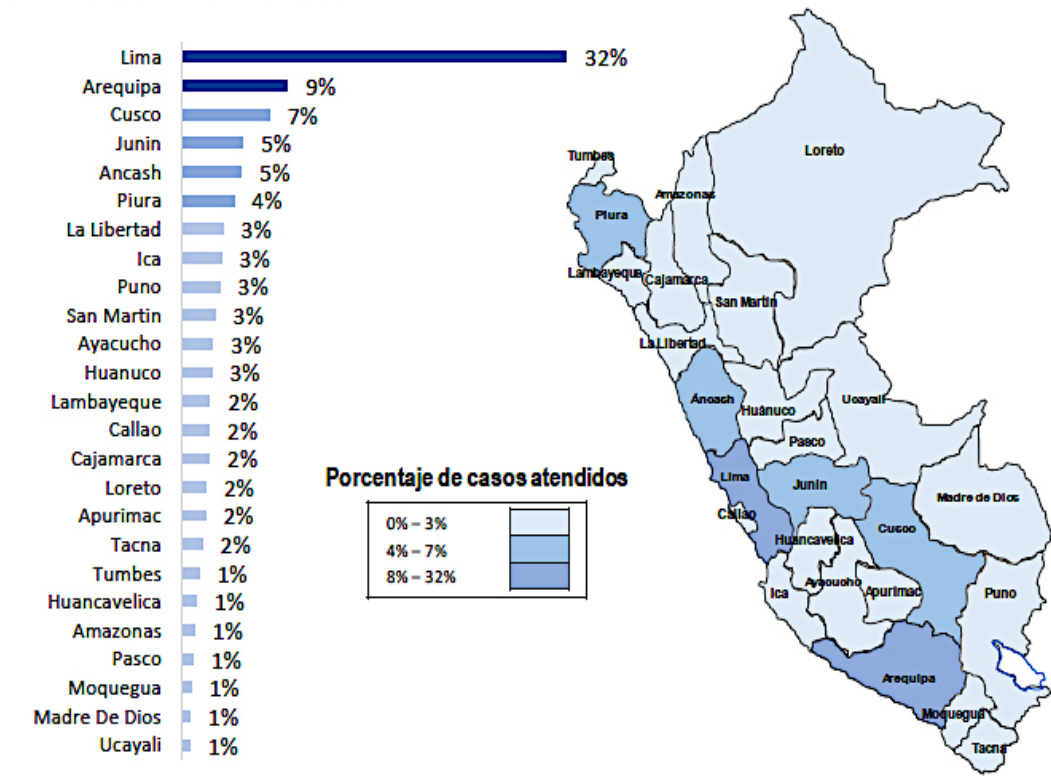 Lima 32%
Arequipa 9%
Cusco 7%
Junin 5%
Ancash 5%
Piura 4%
La Libertad 3%
Ica 3%
Puno 3%
San Martin 3%
Ayacucho 3%
Huanuco 3%
Lambayeque 2%
Callao 2%
Cajamarca 2%
Loreto 2%
Apurimac 2%
Tacna 2%
Tumbes 1%
Huancavelica 1%
Amazonas 1%
Pasco 1%
Moquegua 1%
Madre De Dios 1%
Ucayali 1%
Porcentaje de casos atendidos
0% – 3%
4% – 7%
8% – 32%
Loreto
Tumbes
Amazonas
Piura
Lambayeque
Cajamarca
San Martin
La Libertad
Ancash
Huánuco
Ucayali
Pasco
Lima
Junin
Madre de Dios
Callao
Cusco
Huancavelica
Ayacucho
Apurimac
Ica
Puno
Arequipa
Moquegua
Tacna